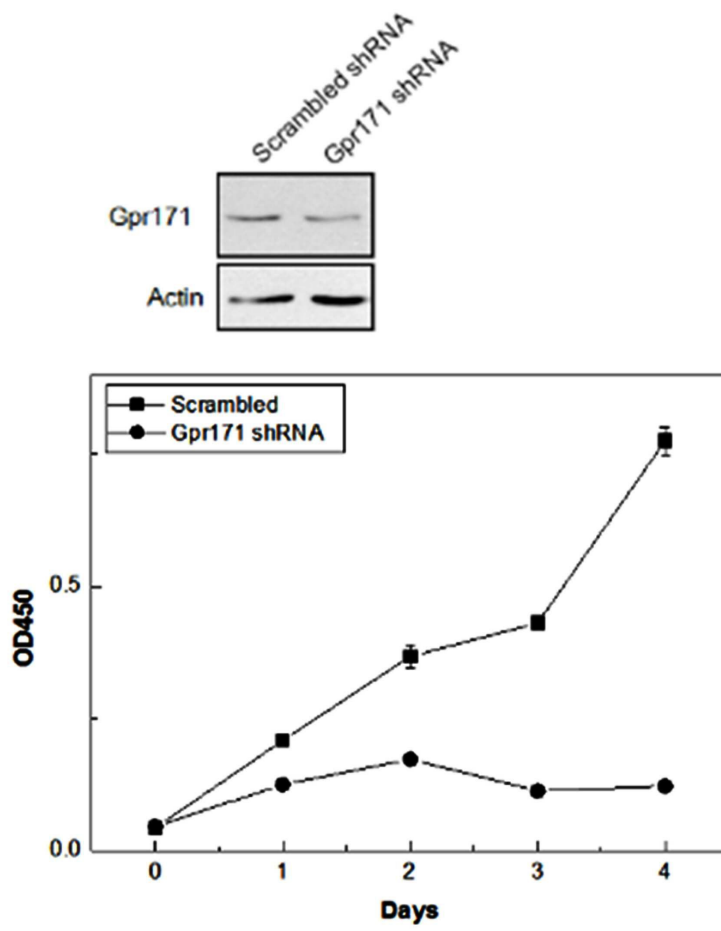 Scrambled shRNA
Gpr171 shRNA
Gpr171
Actin
Scrambled
Gpr171 shRNA
0.5
0.0
OD450
0 1 2 3 4
Days